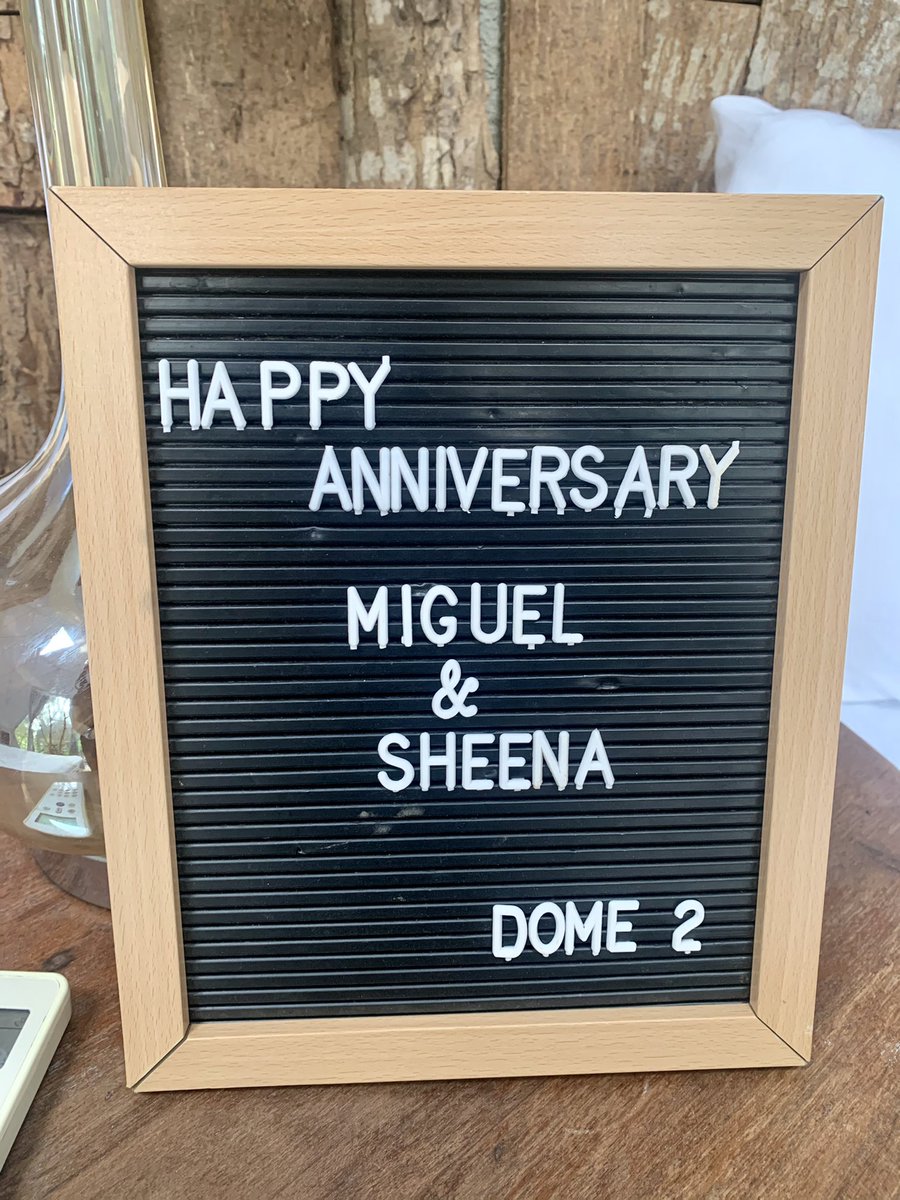 HAPPY
ANNIVERSARY
MIGUEL
&
SHEENA
DOME 2